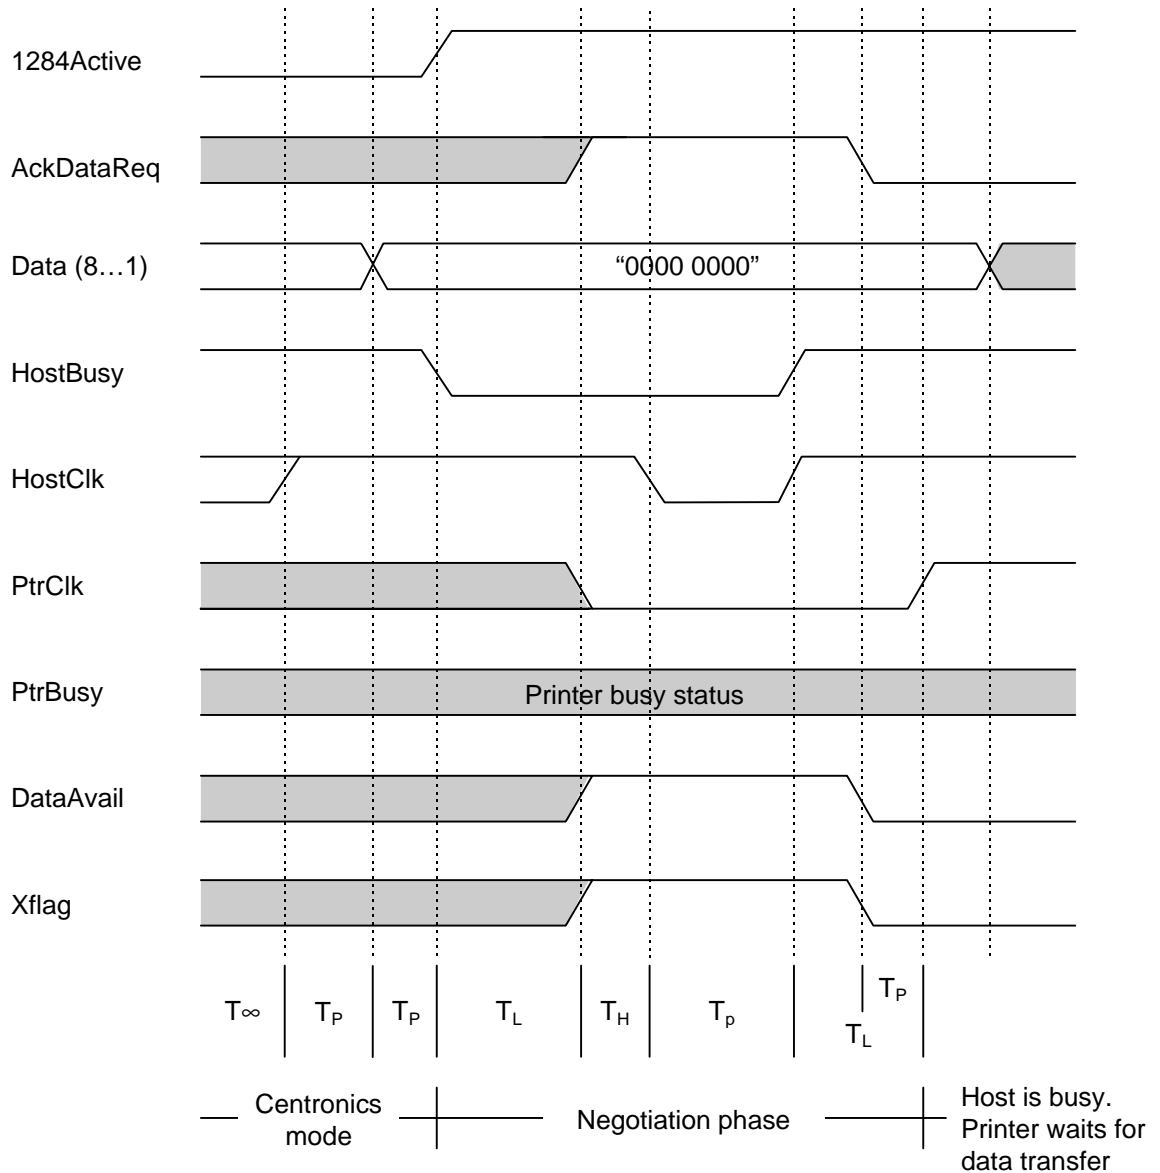 1284Active
AckDataReq
Data (8…1)
“0000 0000”
HostBusy
HostClk
PtrClk
PtrBusy
Printer busy status
DataAvail
Xflag
T∞ TP TP TL TH Tp TL TP
Centronics
mode
Negotiation phase
Host is busy.
Printer waits for
data transfer